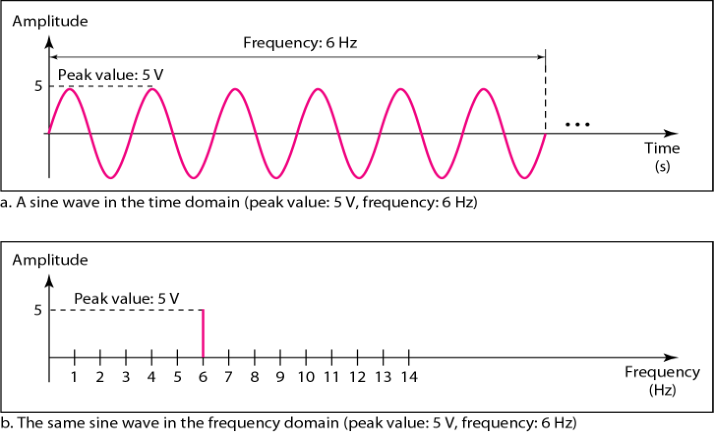 Amplitude
Frequency: 6 Hz
Peak value: 5 V
5
...
Time
(s)
a. A sine wave in the time domain (peak value: 5 V, frequency: 6 Hz)
Amplitude
Peak value: 5 V
5
1 2 3 4 5 6 7 8 9 10 11 12 13 14
Frequency
(Hz)
b. The same sine wave in the frequency domain (peak value: 5 V, frequency: 6 Hz)